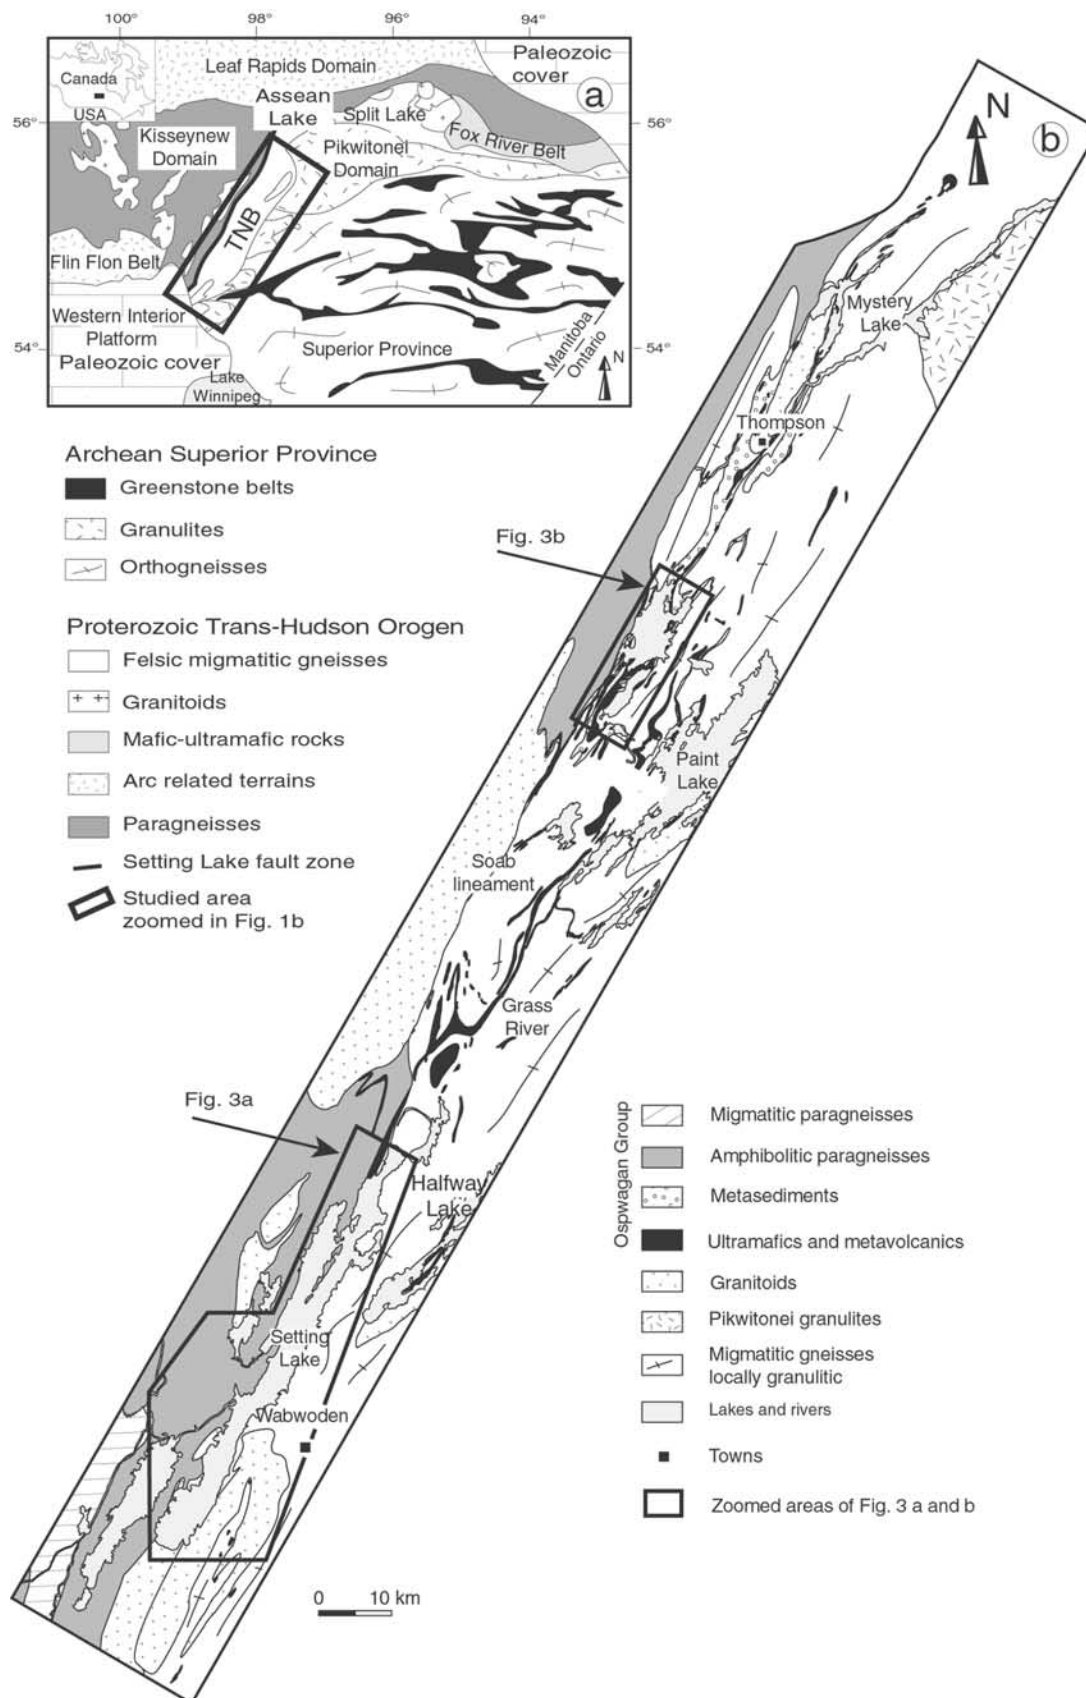 100° 98° 96° 94°
Canada
USA
Leaf Rapids Domain
Paleozoic
cover
a
56°
56°
Assean
Lake
Split Lake
Fox River Belt
Kisseynew
Domain
Pikwitonei
Domain
TNB
Flin Flon Belt
Western Interior
Platform
Paleozoic cover
54°
54°
Superior Province
Manitoba
Ontario
N
Lake
Winnipeg
Archean Superior Province
Greenstone belts
Granulites
Orthogneisses
Proterozoic Trans-Hudson Orogen
Felsic migmatitic gneisses
Granitoids
Mafic-ultramafic rocks
Arc related terrains
Paragneisses
Setting Lake fault zone
Studied area
zoomed in Fig. 1b
N
b
Mystery
Lake
Thompson
Fig. 3b
Paint
Lake
Soab
lineament
Grass
River
Fig. 3a
Halfway
Lake
Setting
Lake
Wabwoden
0 10 km
Ospwagan Group
Migmatitic paragneisses
Amphibolitic paragneisses
Metasediments
Ultramafics and metavolcanics
Granitoids
Pikwitonei granulites
Migmatitic gneisses
locally granulitic
Lakes and rivers
Towns
Zoomed areas of Fig. 3 a and b